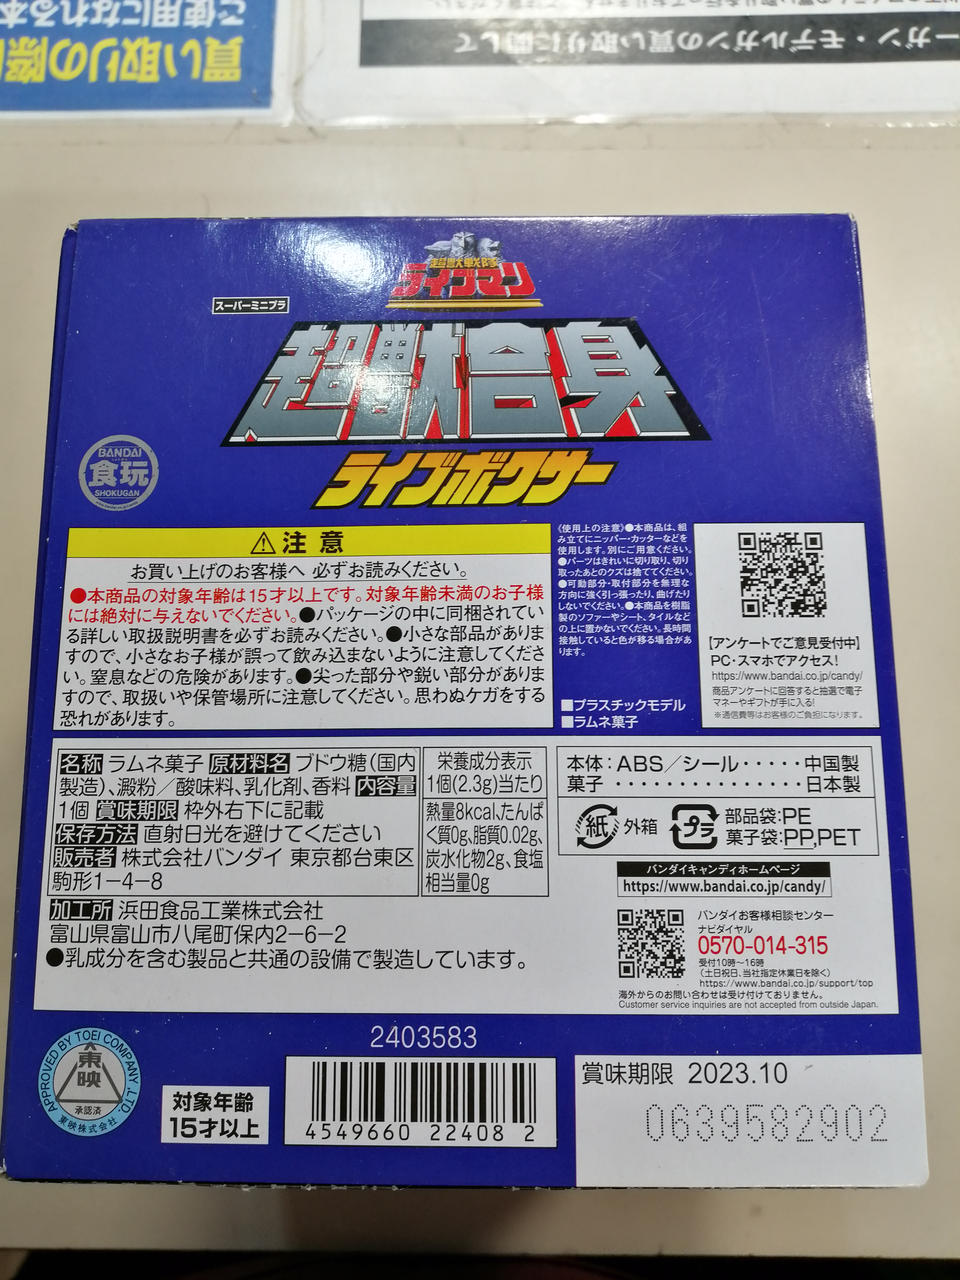 買い取りの際に
ご使用になれる本
ーガン・モデルガンの買い取りに関して
超獣戦隊
ライブマン
スーパーミニプラ
超獣合身
ライブボクサー
BANDAI
食玩
SHOKUGAN
注意
お買い上げのお客様へ 必ずお読みください。
●本商品の対象年齢は15才以上です。対象年齢未満のお子様
には絶対に与えないでください。●パッケージの中に同梱されてい
る詳しい取扱説明書を必ずお読みください。●小さな部品がありま
すので、小さなお子様が誤って飲み込まないように注意してくださ
い。窒息などの危険があります。●尖った部分や鋭い部分がありま
すので、取扱いや保管場所に注意してください。思わぬケガをする
恐れがあります。
《使用上の注意》●本商品は、組
み立てにニッパー・カッターなどを
使用します。別にご用意ください。
●パーツはきれいに切り取り、切り
取ったあとのクズは捨ててください。
●可動部分・取付部分を無理な
方向に強く引っ張ったり、曲げたり
しないでください。●本商品を樹脂
製のソファーやシート、タイルなど
の上に置かないでください。長時間
接触していると色が移る場合があ
ります。
■プラスチックモデル
■ラムネ菓子
【アンケートでご意見受付中】
PC・スマホでアクセス!
https://www.bandai.co.jp/candy/
商品アンケートに回答すると抽選で電子
マネーやギフトが手に入る!
※通信費等はお客様のご負担になります。
名称 ラムネ菓子 原材料名 ブドウ糖(国内
製造)、澱粉/酸味料、乳化剤、香料 内容量
1個 賞味期限 枠外右下に記載
保存方法 直射日光を避けてください
販売者 株式会社バンダイ 東京都台東区
駒形1-4-8
栄養成分表示
1個(2.3g)当たり
熱量8kcal、たんぱ
く質0g、脂質0.02g、
炭水化物2g、食塩
相当量0g
本体:ABS/シール・・・・・中国製
菓子・・・・・・・・・・・・・・・日本製
紙 外箱
プラ 部品袋:PE
菓子袋:PP,PET
加工所 浜田食品工業株式会社
富山県富山市八尾町保内2-6-2
●乳成分を含む製品と共通の設備で製造しています。
バンダイキャンディホームページ
https://www.bandai.co.jp/candy/
バンダイお客様相談センター
ナビダイヤル
0570-014-315
受付10時~16時
(土日祝日、当社指定休業日を除く)
https://www.bandai.co.jp/support/top
海外からのお問い合わせは受け付けておりません。
Customer service inquiries are not accepted from outside Japan.
APPROVED BY TOEI COMPANY, LTD.
東映
承認済
東映株式会社
対象年齢
15才以上
2403583
4549660 22408 2
賞味期限 2023.10
0639582902